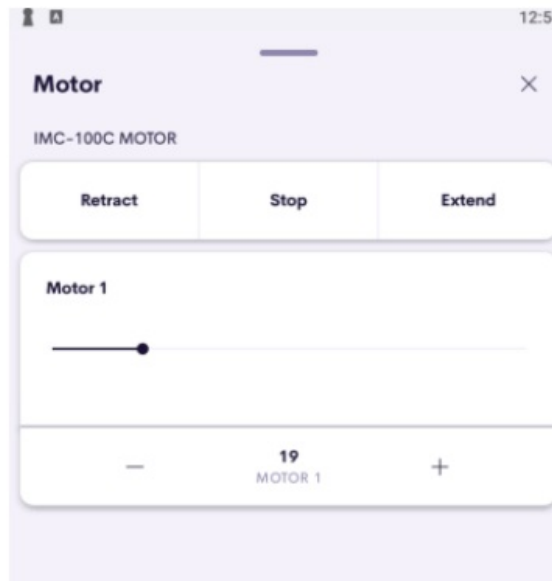 12:5
Motor
IMC-100C MOTOR
Retract Stop Extend
Motor 1
19
MOTOR 1